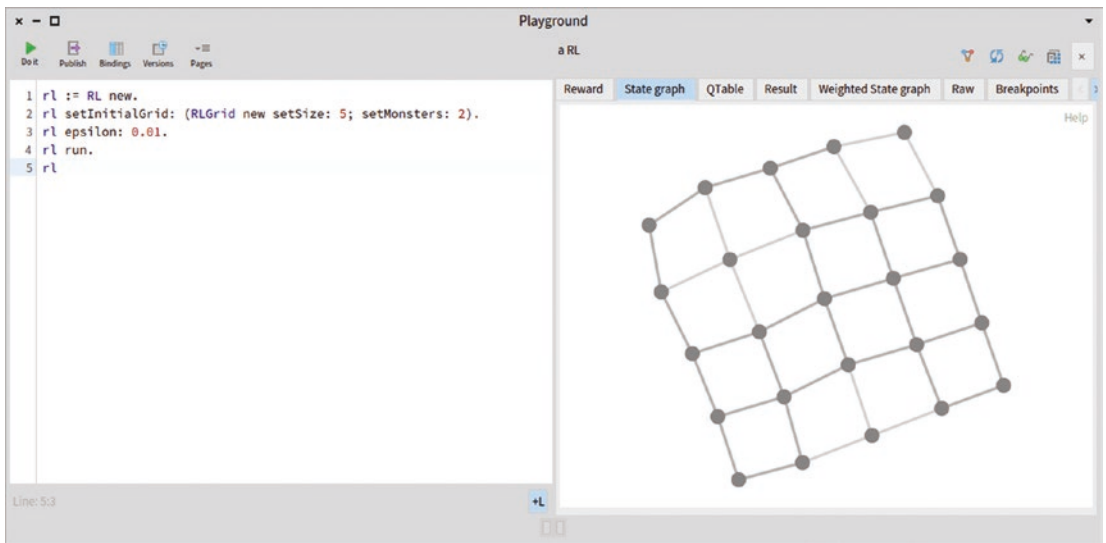 Playground
Do it
Publish
Bindings
Versions
Pages
a RL
1 rl := RL new.
2 rl setInitialGrid: (RLGrid new setSize: 5; setMonsters: 2).
3 rl epsilon: 0.01.
4 rl run.
5 rl
Line: 5:3
+L
Reward
State graph
QTable
Result
Weighted State graph
Raw
Breakpoints
Help